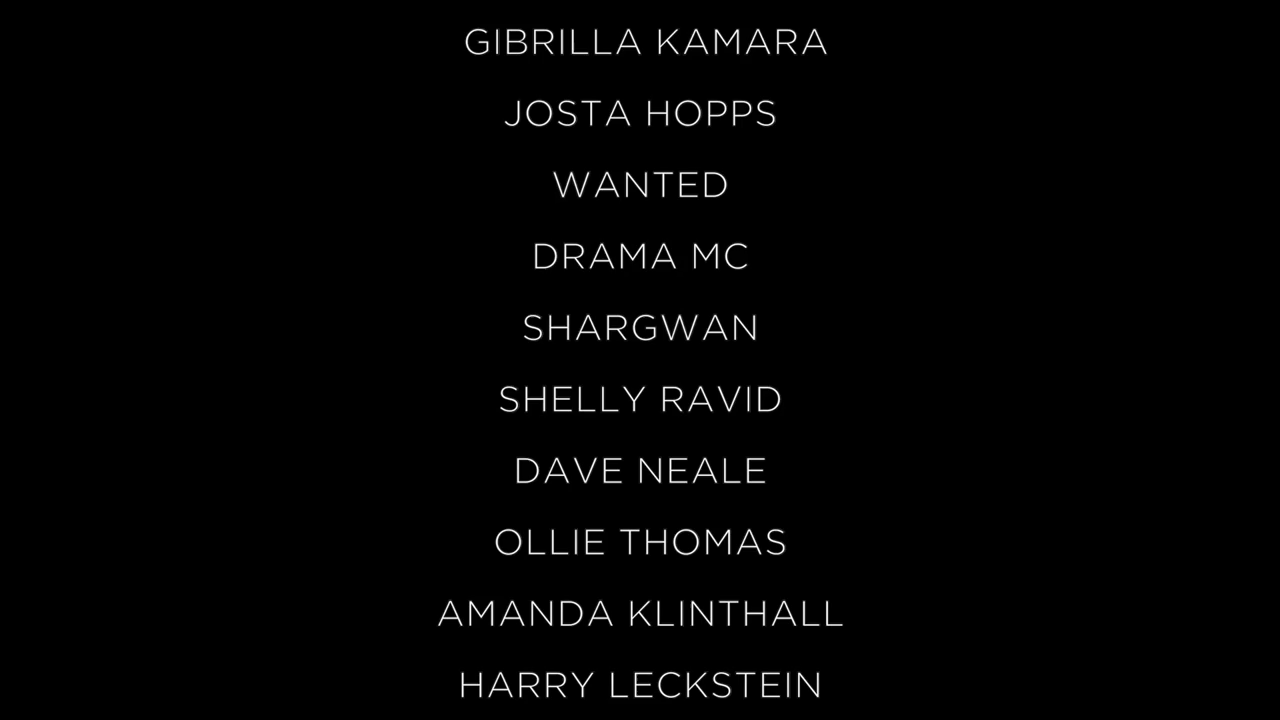 GIBRILLA KAMARA
JOSTA HOPPS
WANTED
DRAMA MC
SHARGWAN
SHELLY RAVID
DAVE NEALE
OLLIE THOMAS
AMANDA KLINTHALL
HARRY LECKSTEIN